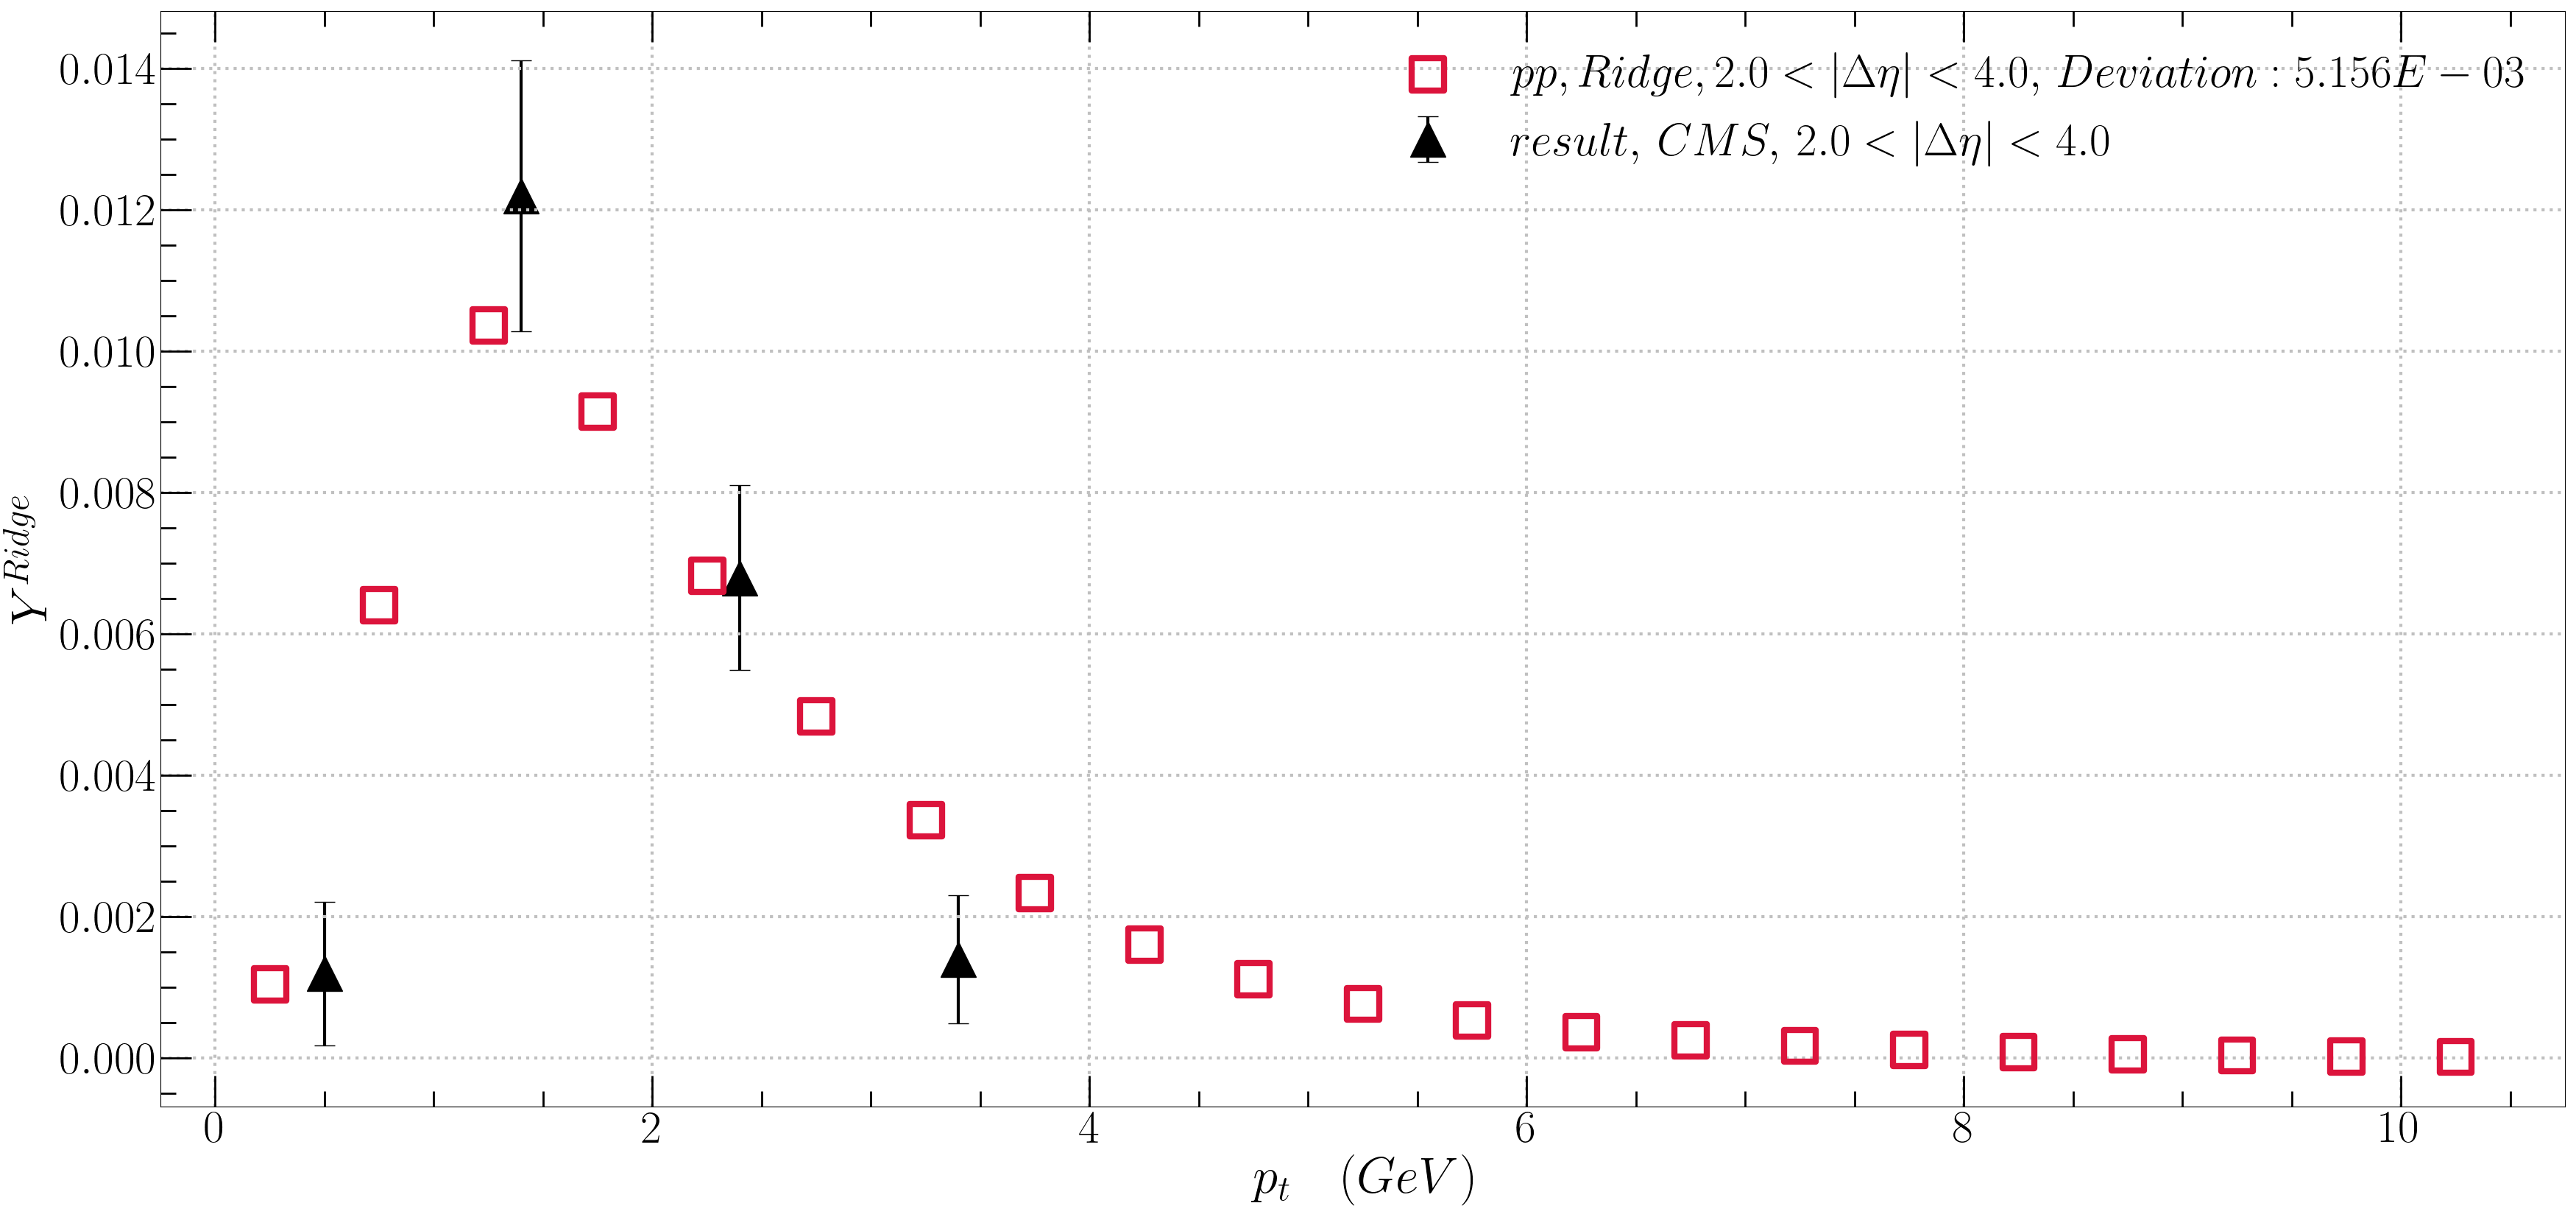 pp, Ridge, 2.0 < |Δη| < 4.0, Deviation : 5.156E − 03
result, CMS, 2.0 < |Δη| < 4.0
0.014
0.012
0.010
0.008
0.006
0.004
0.002
0.000
Y^{Ridge}
0 2 4 6 8 10
p_t (GeV)